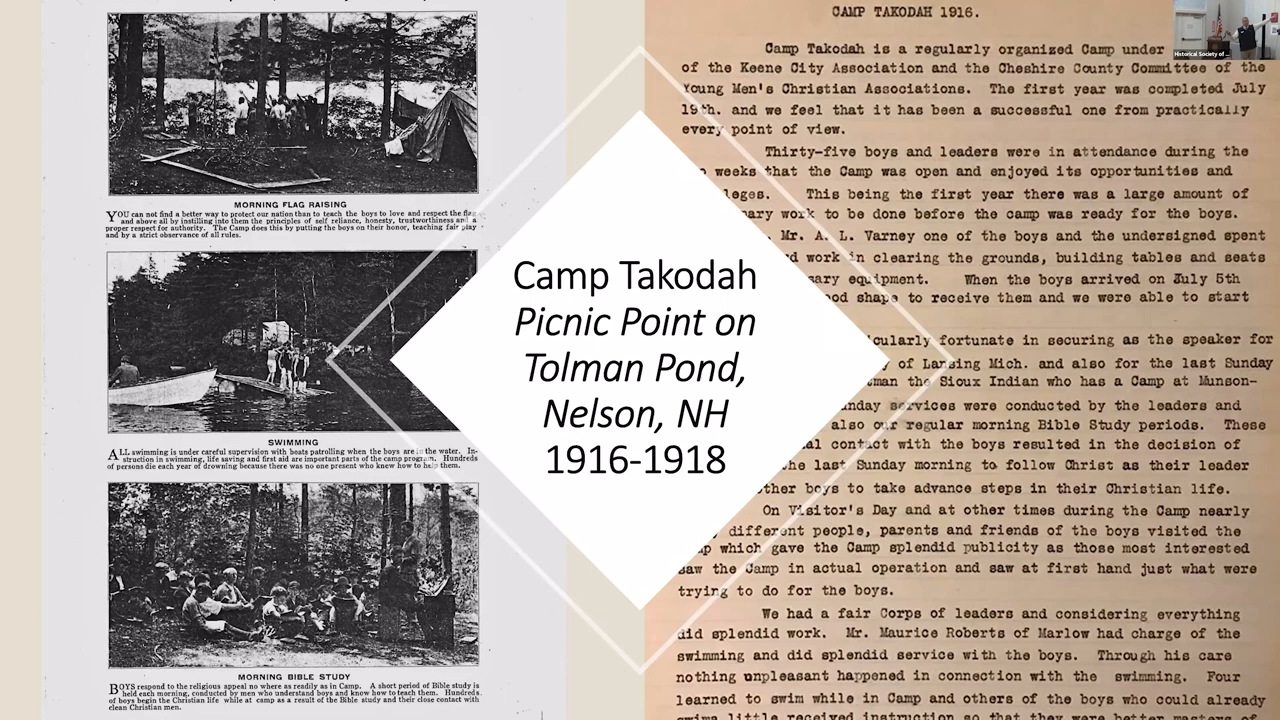 MORNING FLAG RAISING
YOU can not find a better way to protect our nation than to teach the boys to love and respect the flag
and above all by instilling into them the principles of self reliance, honesty, trustworthiness and a
proper respect for authority. The Camp does this by putting the boys on their honor, teaching fair play
and by a strict observance of all rules.
SWIMMING
ALL swimming is under careful supervision with boats patrolling when the boys are in the water. In-
struction in swimming, life saving and first aid are important parts of the camp program. Hundreds
of persons die each year of drowning because there was no one present who knew how to help them.
MORNING BIBLE STUDY
BOYS respond to the religious appeal no where as readily as in Camp. A short period of Bible study is
held each morning, conducted by men who understand boys and know how to teach them. Hundreds
of boys begin the Christian life while at camp as a result of the Bible study and their close contact with
clean Christian men.
Camp Takodah
Picnic Point on
Tolman Pond,
Nelson, NH
1916-1918
CAMP TAKODAH 1916.
Camp Takodah is a regularly organized Camp under
of the Keene City Association and the Cheshire County Committee of the
Young Men's Christian Associations. The first year was completed July
19th. and we feel that it has been a successful one from practically
every point of view.
Thirty-five boys and leaders were in attendance during the
weeks that the Camp was open and enjoyed its opportunities and
leges. This being the first year there was a large amount of
nary work to be done before the camp was ready for the boys.
Mr. A. L. Varney one of the boys and the undersigned spent
d work in clearing the grounds, building tables and seats
ary equipment. When the boys arrived on July 5th
od shape to receive them and we were able to start
cularly fortunate in securing as the speaker for
y of Lansing Mich. and also for the last Sunday
tman the Sioux Indian who has a Camp at Munson-
nday services were conducted by the leaders and
also our regular morning Bible Study periods. These
al contact with the boys resulted in the decision of
he last Sunday morning to follow Christ as their leader
ther boys to take advance steps in their Christian life.
On Visitor's Day and at other times during the Camp nearly
different people, parents and friends of the boys visited the
p which gave the Camp splendid publicity as those most interested
saw the Camp in actual operation and saw at first hand just what were
trying to do for the boys.
We had a fair Corps of leaders and considering everything
did splendid work. Mr. Maurice Roberts of Marlow had charge of the
swimming and did splendid service with the boys. Through his care
nothing unpleasant happened in connection with the swimming. Four
learned to swim while in Camp and others of the boys who could already
swim a little received instruction so that they were better masters of
Historical Society of ...